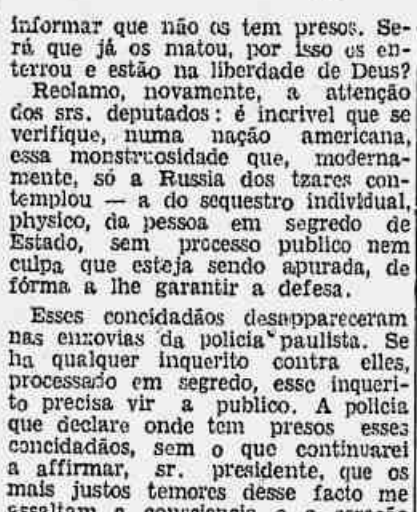 informar que não os tem presos. Se-
rá que já os matou, por isso os en-
terrou e estão na liberdade de Deus?
Reclamo, novamente, a attenção
dos srs. deputados: é incrivel que se
verifique, numa nação americana,
essa monstruosidade que, moderna-
mente, só a Russia dos tzares con-
templou — a do sequestro individual,
physico, da pessoa em segredo de
Estado, sem processo publico nem
culpa que esteja sendo apurada, de
fórma a lhe garantir a defesa.
Esses concidadãos desappareceram
nas enxovias da policia paulista. Se
ha qualquer inquerito contra elles,
processado em segredo, esse inqueri-
to precisa vir a publico. A policia
que declare onde tem presos esses
concidadãos, sem o que continuarei
a affirmar, sr. presidente, que os
mais justos temores desse facto me
assaltam a consciencia